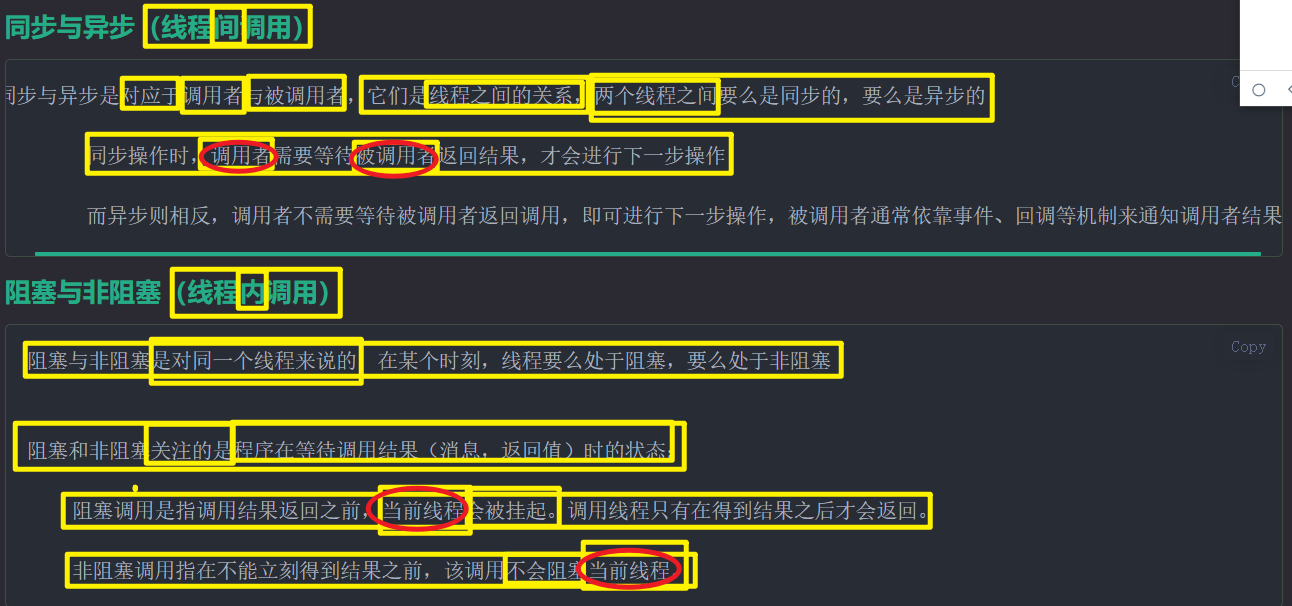 同步与异步（线程间调用）
同步与异步是对应于调用者与被调用者，它们是线程之间的关系，两个线程之间要么是同步的，要么是异步的
同步操作时，调用者需要等待被调用者返回结果，才会进行下一步操作
而异步则相反，调用者不需要等待被调用者返回调用，即可进行下一步操作，被调用者通常依靠事件、回调等机制来通知调用者结果
阻塞与非阻塞（线程内调用）
阻塞与非阻塞是对同一个线程来说的 在某个时刻，线程要么处于阻塞，要么处于非阻塞
Copy
阻塞和非阻塞关注的是程序在等待调用结果（消息，返回值）时的状态：
阻塞调用是指调用结果返回之前，当前线程会被挂起。调用线程只有在得到结果之后才会返回。
非阻塞调用指在不能立刻得到结果之前，该调用不会阻塞当前线程